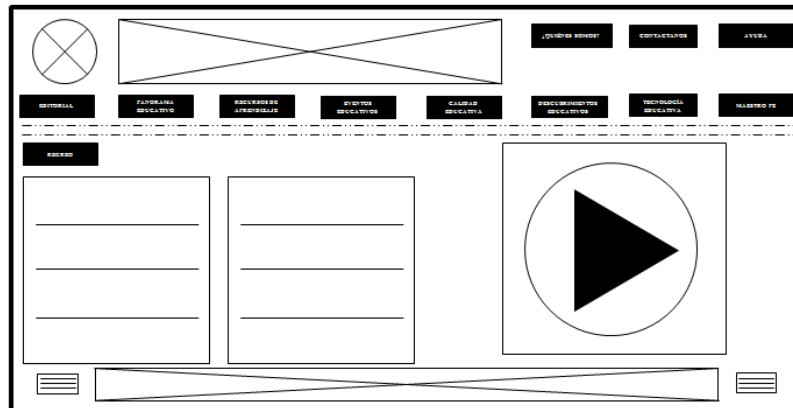 ¿QUIÉNES SOMOS?
CONTACTANOS
AYUDA
EDITORIAL
PANORAMA
EDUCATIVO
RECURSOS DE
APRENDIZAJE
EVENTOS
EDUCATIVOS
CALIDAD
EDUCATIVA
DESCUBRIMIENTOS
EDUCATIVOS
TECNOLOGÍA
EDUCATIVA
MAESTRO FE
RECREO